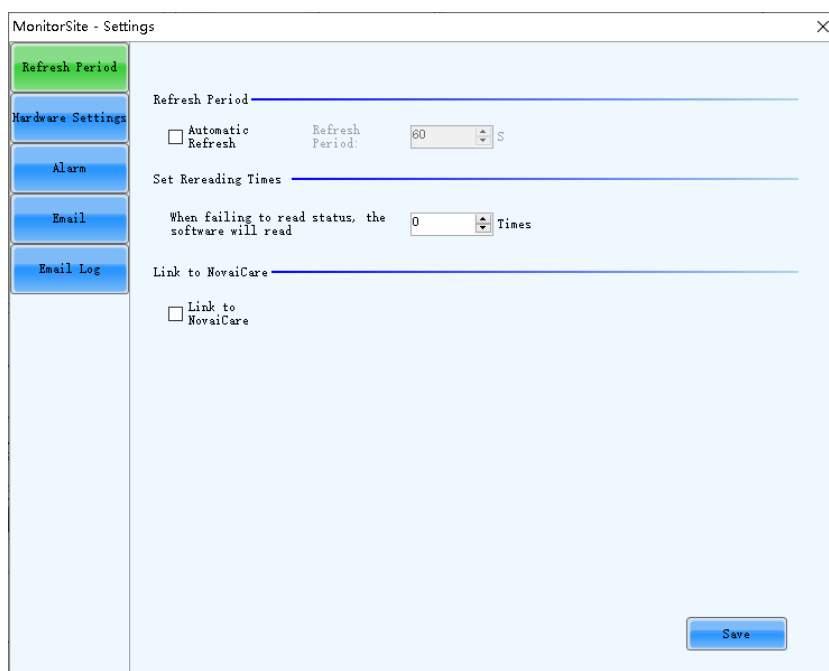 MonitorSite - Settings
Refresh Period
Hardware Settings
Alarm
Email
Email Log
Refresh Period
Automatic
Refresh
Refresh
Period:
60
S
Set Rereading Times
When failing to read status, the
software will read
0
Times
Link to NovaiCare
Link to
NovaiCare
Save